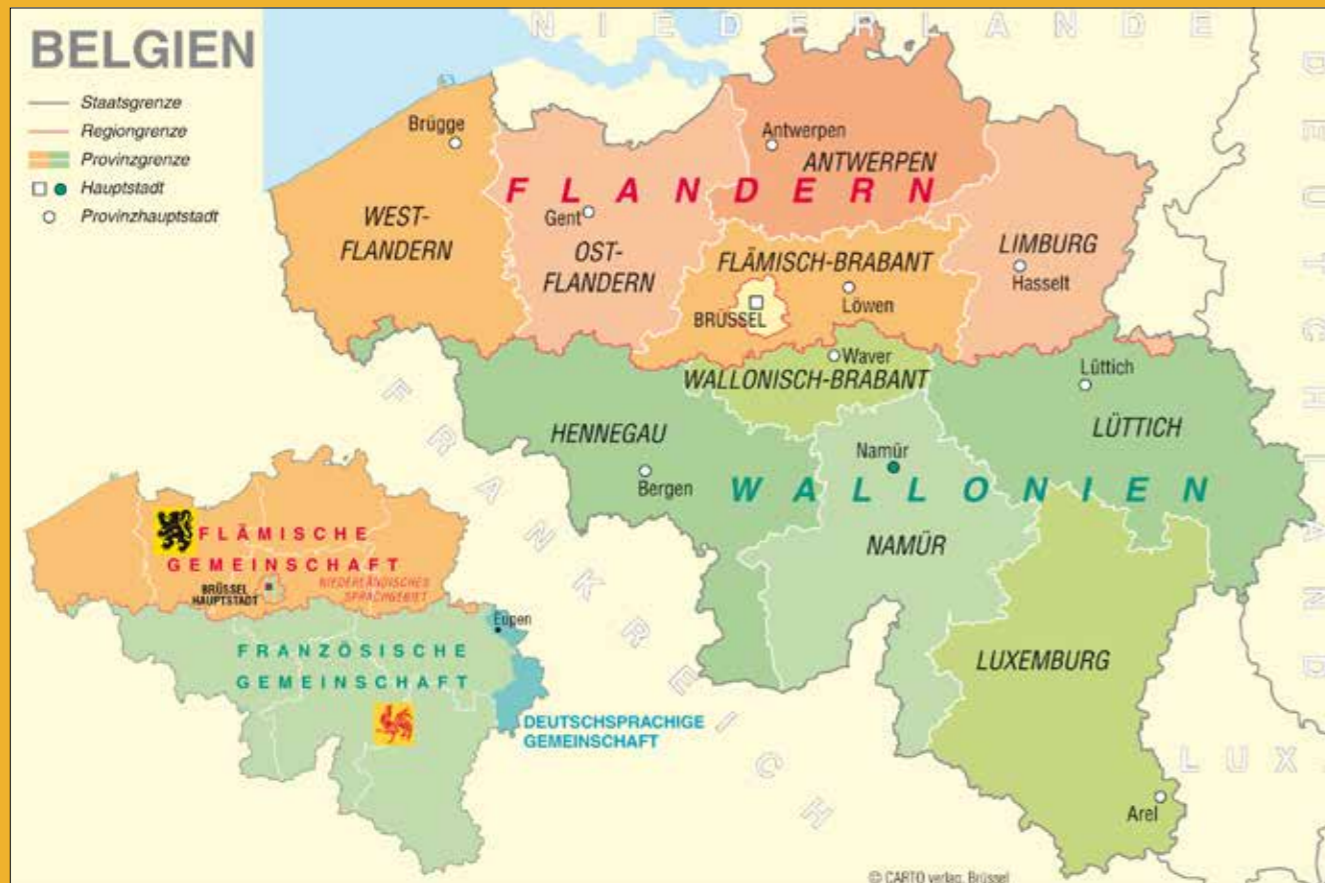 BELGIEN
Staatsgrenze
Regiongrenze
Provinzgrenze
Hauptstadt
Provinzhauptstadt
NIEDERLANDE
Brügge
Antwerpen
ANTWERPEN
FLANDERN
WEST-
FLANDERN
Gent
OST-
FLANDERN
FLÄMISCH-BRABANT
LIMBURG
Hasselt
Löwen
BRÜSSEL
Waver
WALLONISCH-BRABANT
Lüttich
LÜTTICH
HENNEGAU
Bergen
Namür
WALLONIEN
NAMÜR
LUXEMBURG
Arel
FRANKREICH
DEUTCHLAND
LUX
FLÄMISCHE
GEMEINSCHAFT
BRÜSSEL
HAUPTSTADT
NIEDERLÄNDISCHES
SPRACHGEBIET
Eupen
FRANZÖSISCHE
GEMEINSCHAFT
DEUTSCHSPRACHIGE
GEMEINSCHAFT
© CARTO verlag, Brüssel